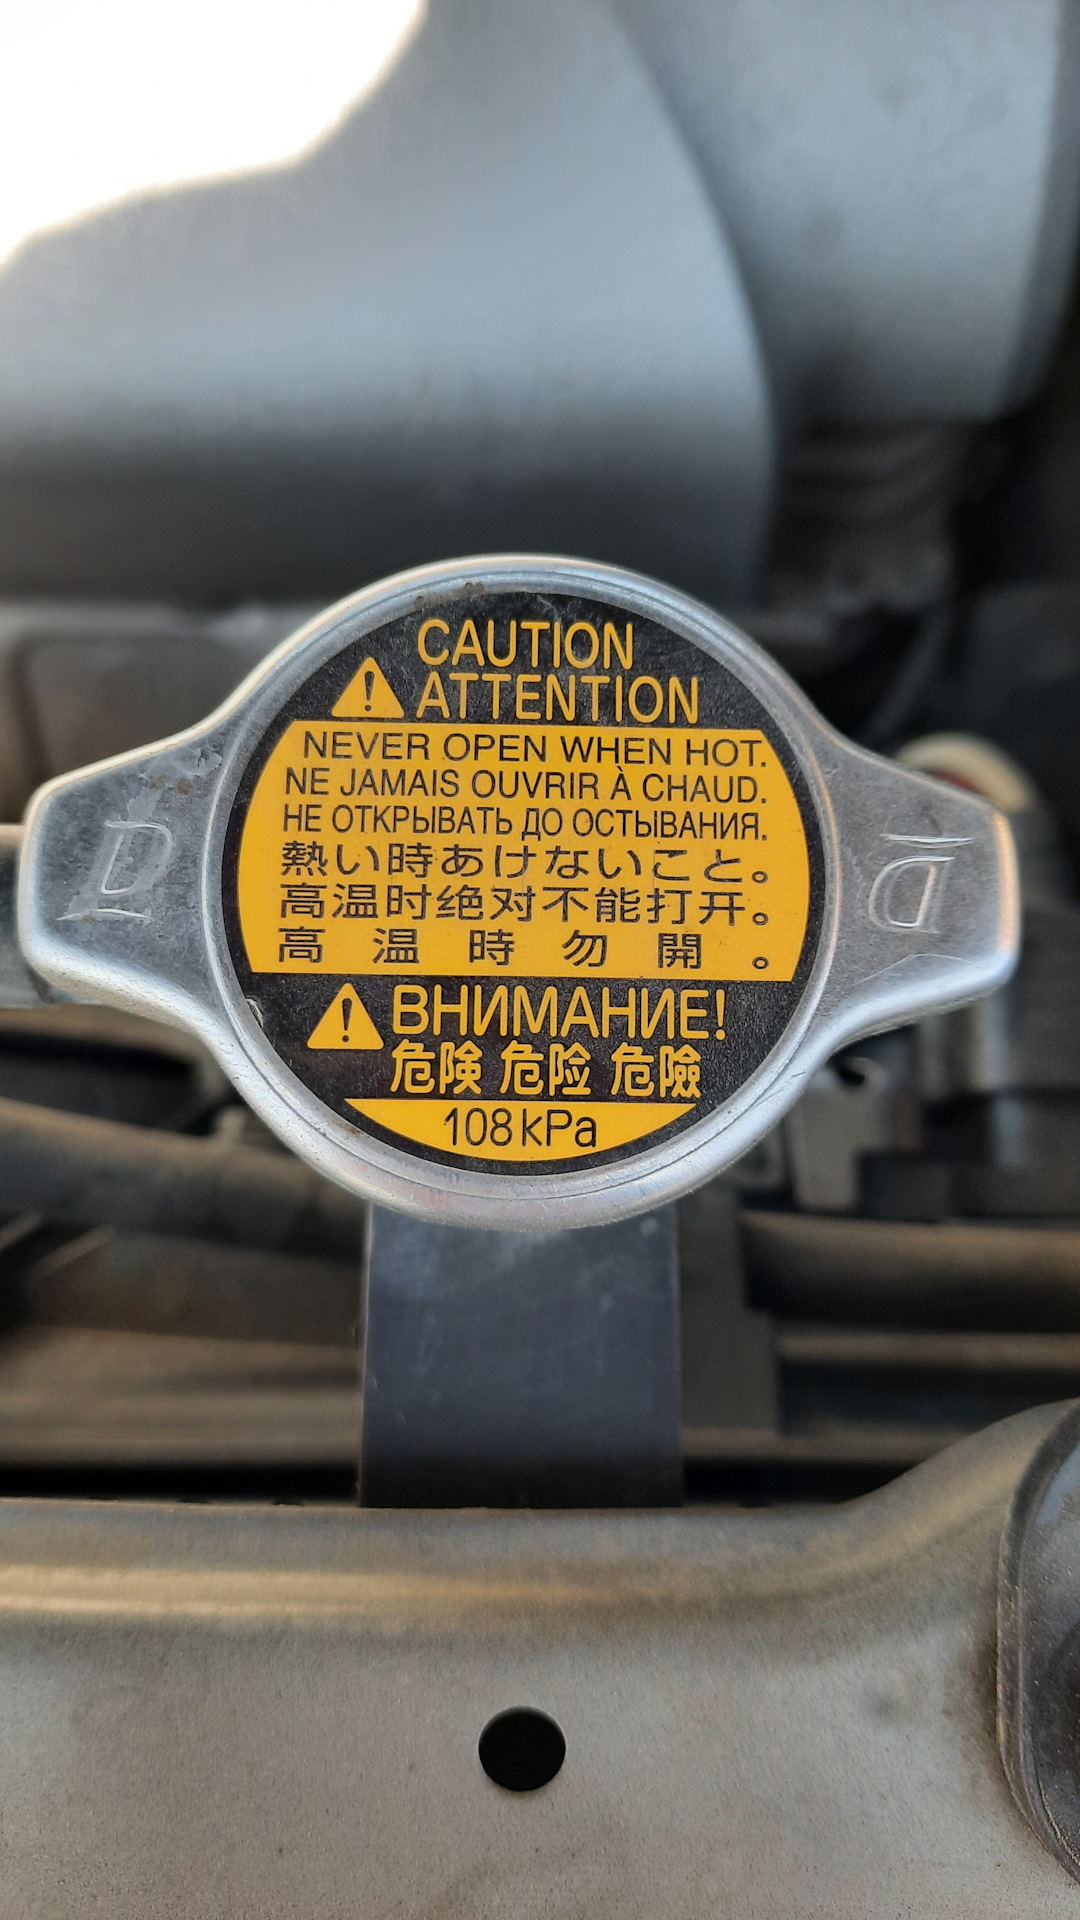 CAUTION
ATTENTION
NEVER OPEN WHEN HOT.
NE JAMAIS OUVRIR À CHAUD.
НЕ ОТКРЫВАТЬ ДО ОСТЫВАНИЯ.
熱い時あけないこと。
高温时绝对不能打开。
高温時勿開。
ВНИМАНИЕ!
危険 危险 危險
108kPa
D
D